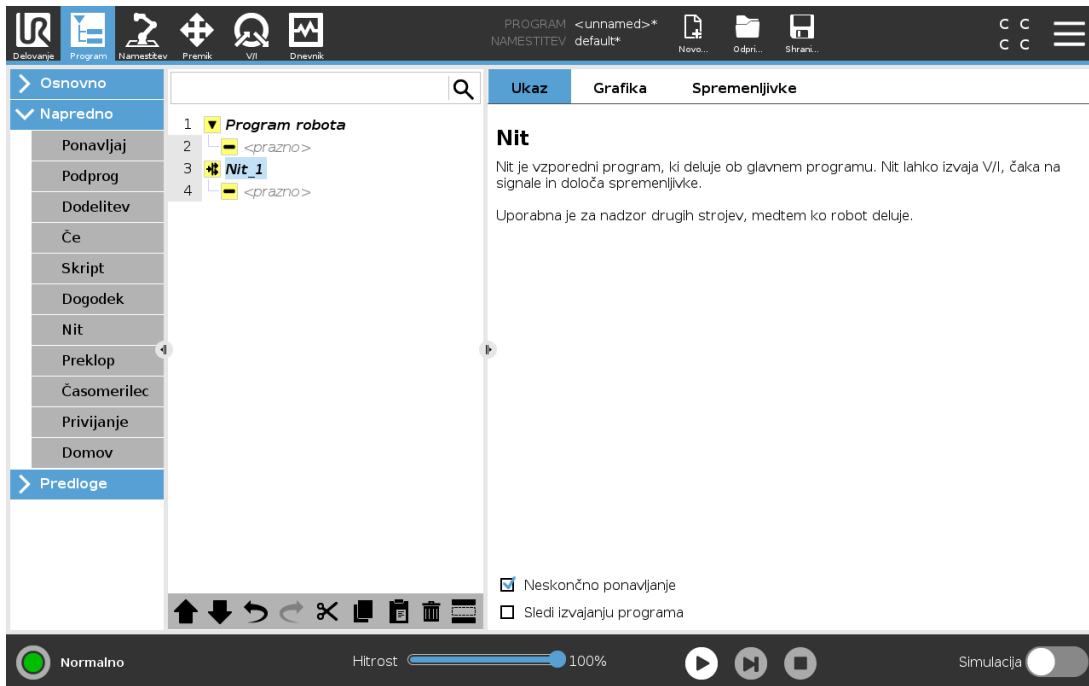 UR
Delovanje
Program
Namestitev
Premik
V/I
Dnevnik
PROGRAM <unnamed>*
NAMESTITEV default*
Novo...
Odpri...
Shrani...
C C
C C
Osnovno
Napredno
Ponavljaj
Podprog
Dodelitev
Če
Skript
Dogodek
Nit
Preklop
Časomerilec
Privijanje
Domov
Predloge
1 Program robota
2 <prazno>
3 Nit_1
4 <prazno>
Ukaz Grafika Spremenljivke
Nit
Nit je vzporedni program, ki deluje ob glavnem programu. Nit lahko izvaja V/I, čaka na
signale in določa spremenljivke.
Uporabna je za nadzor drugih strojev, medtem ko robot deluje.
Neskončno ponavljanje
Sledi izvajanju programa
Normalno
Hitrost 100%
Simulacija